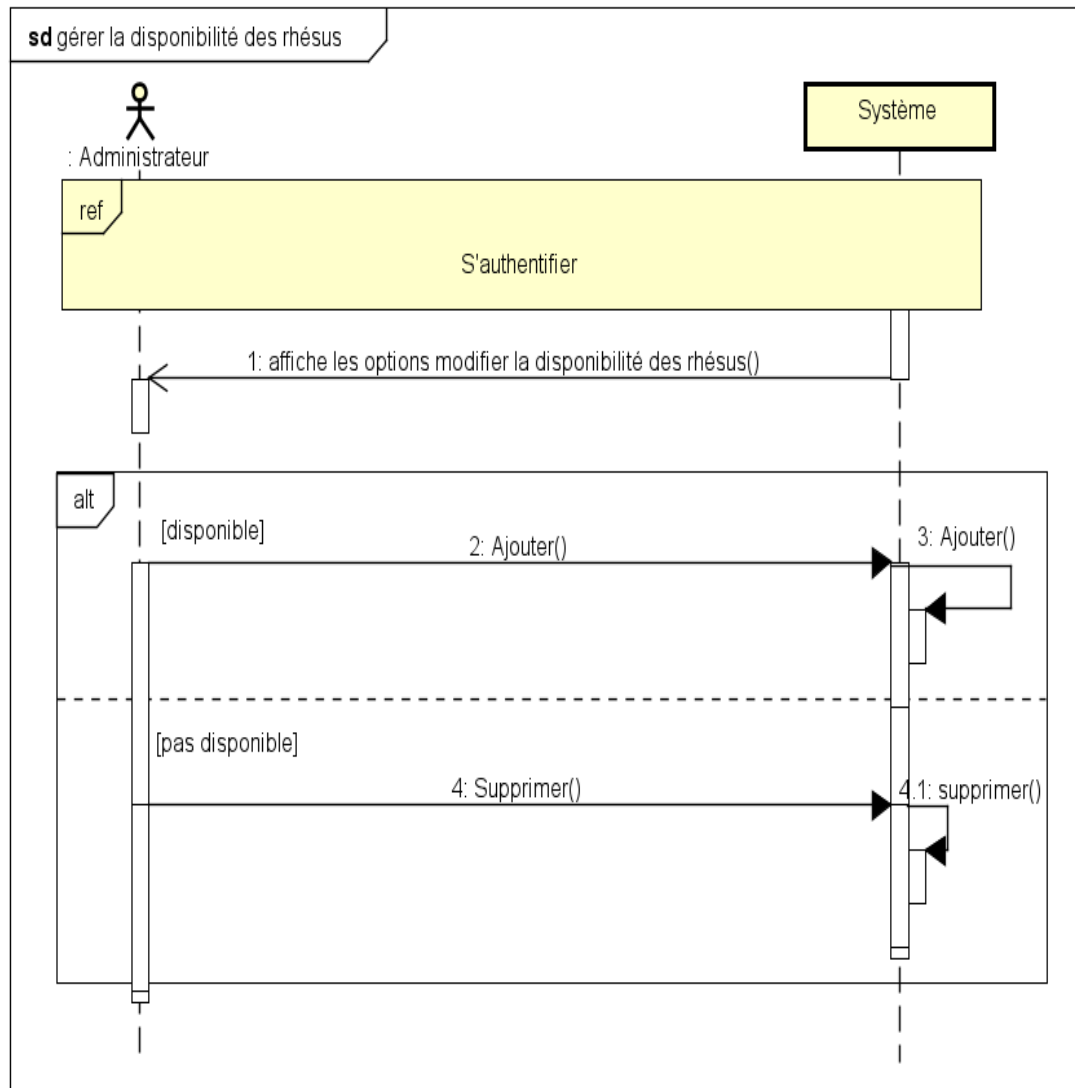 sd gérer la disponibilité des rhésus
: Administrateur
Système
ref
S'authentifier
1: affiche les options modifier la disponibilité des rhésus()
alt
[disponible]
2: Ajouter()
3: Ajouter()
[pas disponible]
4: Supprimer()
4.1: supprimer()